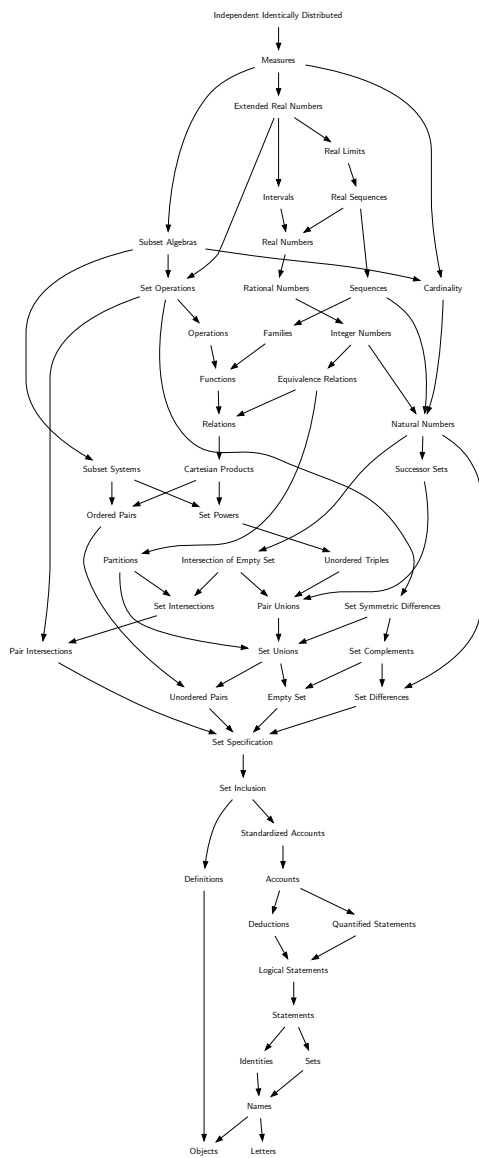 Independent Identically Distributed
Measures
Extended Real Numbers
Real Limits
Intervals
Real Sequences
Subset Algebras
Real Numbers
Set Operations
Rational Numbers
Sequences
Cardinality
Operations
Families
Integer Numbers
Functions
Equivalence Relations
Relations
Natural Numbers
Subset Systems
Cartesian Products
Successor Sets
Ordered Pairs
Set Powers
Partitions
Intersection of Empty Set
Unordered Triples
Set Intersections
Pair Unions
Set Symmetric Differences
Pair Intersections
Set Unions
Set Complements
Unordered Pairs
Empty Set
Set Differences
Set Specification
Set Inclusion
Standardized Accounts
Definitions
Accounts
Deductions
Quantified Statements
Logical Statements
Statements
Identities
Sets
Names
Objects
Letters